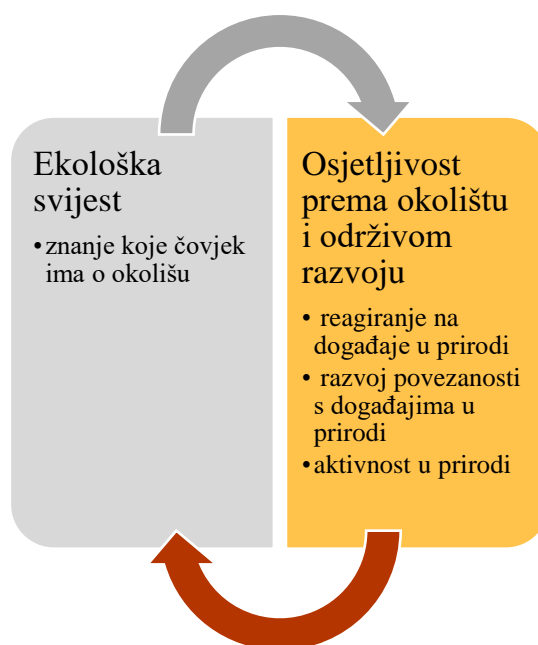 Ekološka
svijest
•znanje koje čovjek
ima o okolišu
Osjetljivost
prema okolištu
i održivom
razvoju
• reagiranje na
događaje u prirodi
• razvoj povezanosti
s događajima u
prirodi
•aktivnost u prirodi